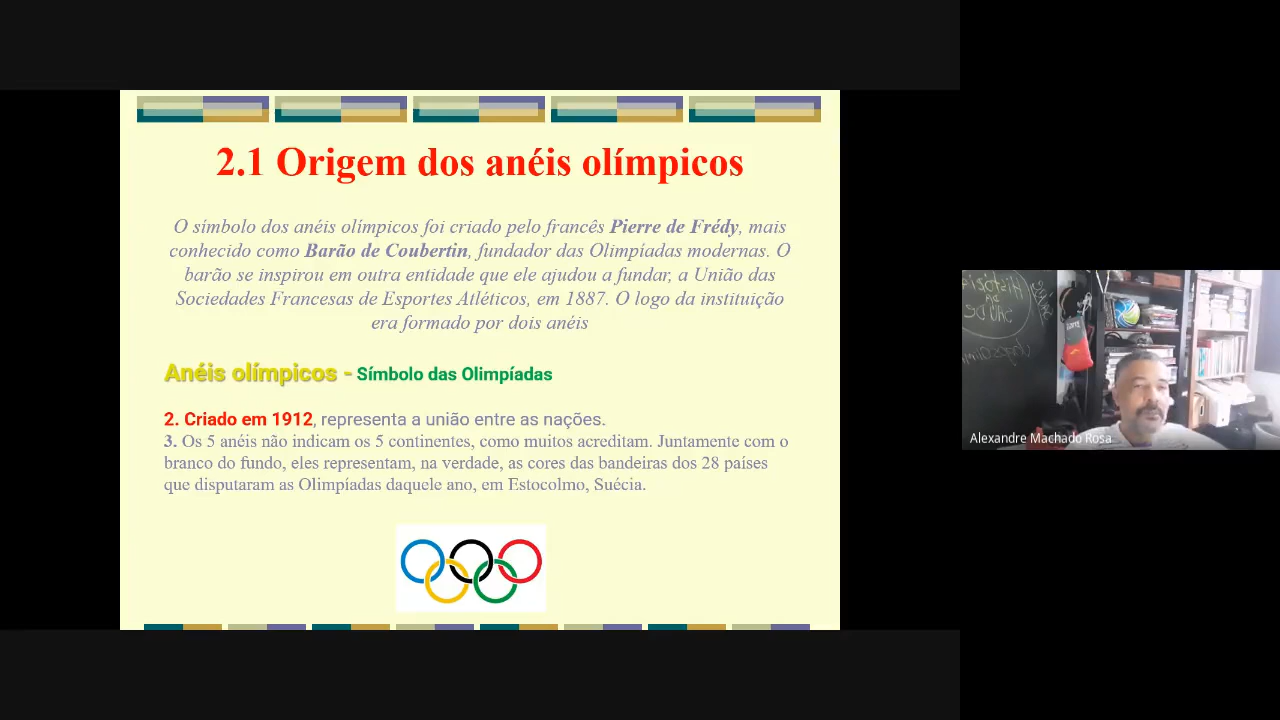 2.1 Origem dos anéis olímpicos
O símbolo dos anéis olímpicos foi criado pelo francês Pierre de Frédy, mais
conhecido como Barão de Coubertin, fundador das Olimpíadas modernas. O
barão se inspirou em outra entidade que ele ajudou a fundar, a União das
Sociedades Francesas de Esportes Atléticos, em 1887. O logo da instituição
era formado por dois anéis
Anéis olímpicos - Símbolo das Olimpíadas
2. Criado em 1912, representa a união entre as nações.
3. Os 5 anéis não indicam os 5 continentes, como muitos acreditam. Juntamente com o
branco do fundo, eles representam, na verdade, as cores das bandeiras dos 28 países
que disputaram as Olimpíadas daquele ano, em Estocolmo, Suécia.
História
DA
SAÚDE
Alexandre Machado Rosa